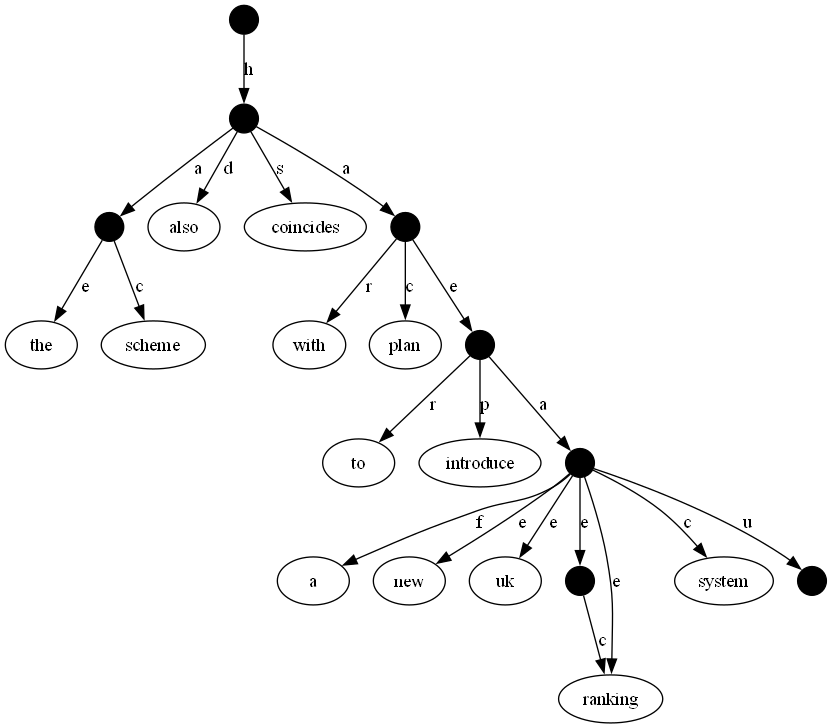 h
a d s a
also coincides
e c r c e
the scheme with plan
r p a
to introduce
f e e e e c u
a new uk system
c
ranking